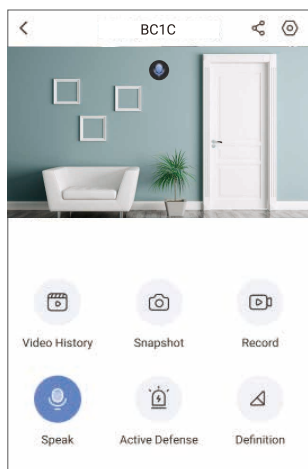 BC1C
Video History Snapshot Record
Speak Active Defense Definition